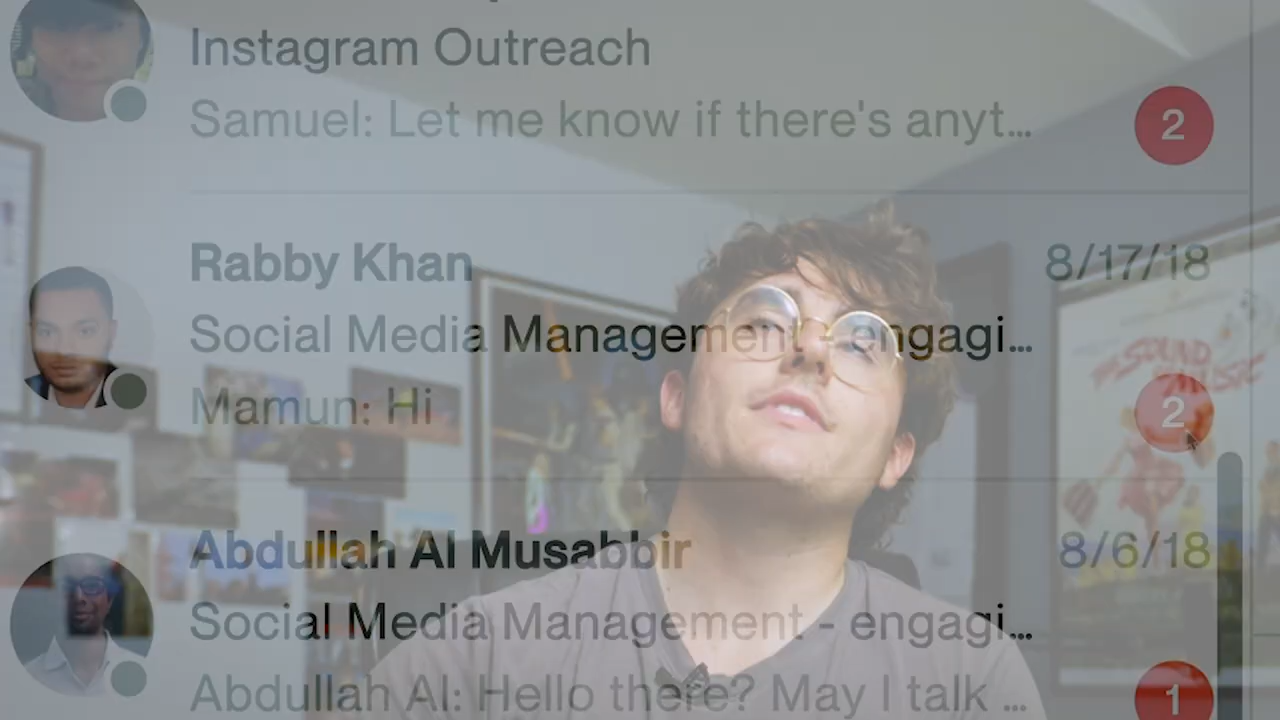 Instagram Outreach
Samuel: Let me know if there's anyt...
2
Rabby Khan
8/17/18
Social Media Management - engagi...
Mamun: Hi
2
Abdullah Al Musabbir
8/6/18
Social Media Management - engagi...
Abdullah Al: Hello there? May I talk ...
1
SOUND
MUSIC